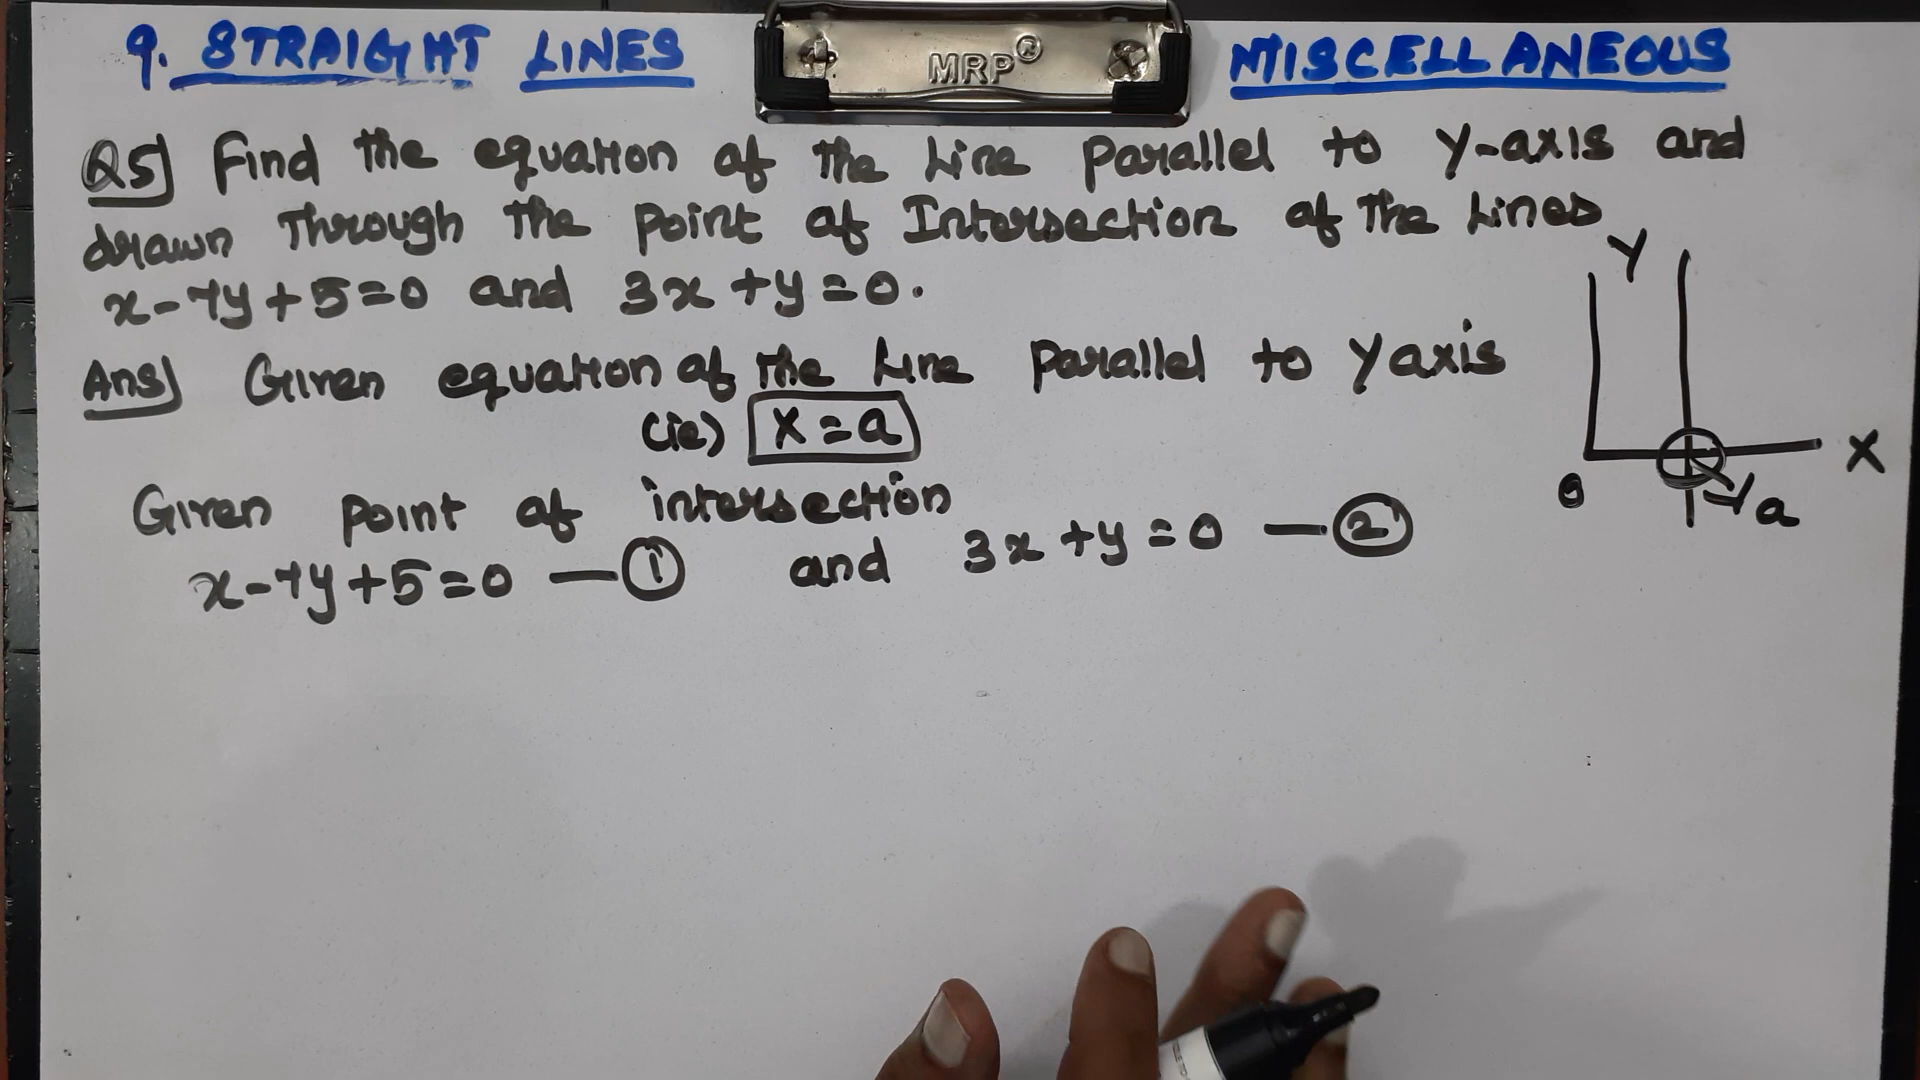 9. STRAIGHT LINES
MRP®
MISCELLANEOUS
Q5] Find the equation of the Line parallel to Y-axis and
drawn Through The point of Intersection of The Lines
x-7y+5=0 and 3x+y=0.
Ans] Given equation of The Line parallel to Y axis
(ie) X=a
Given point of intersection
x-7y+5=0 — ① and 3x+y=0 — ②
Y
X
0
a